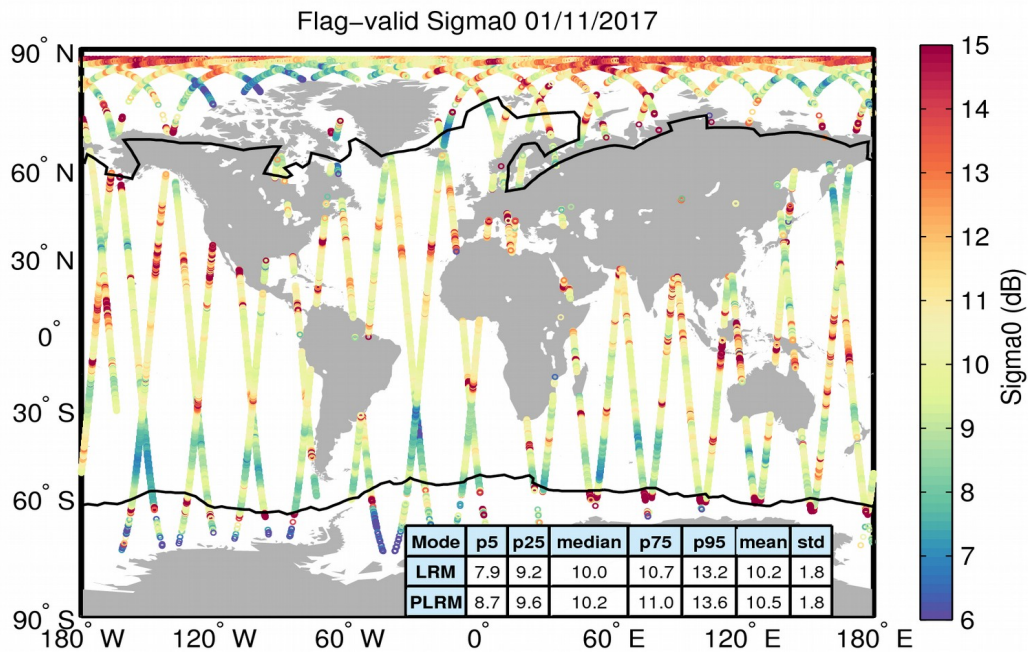 Flag−valid Sigma0 01/11/2017
90° N
60° N
30° N
0°
30° S
60° S
90° S
180° W
120° W
60° W
0°
60° E
120° E
180° E
Mode p5 p25 median p75 p95 mean std
LRM 7.9 9.2 10.0 10.7 13.2 10.2 1.8
PLRM 8.7 9.6 10.2 11.0 13.6 10.5 1.8
15
14
13
12
11
10
9
8
7
6
Sigma0 (dB)